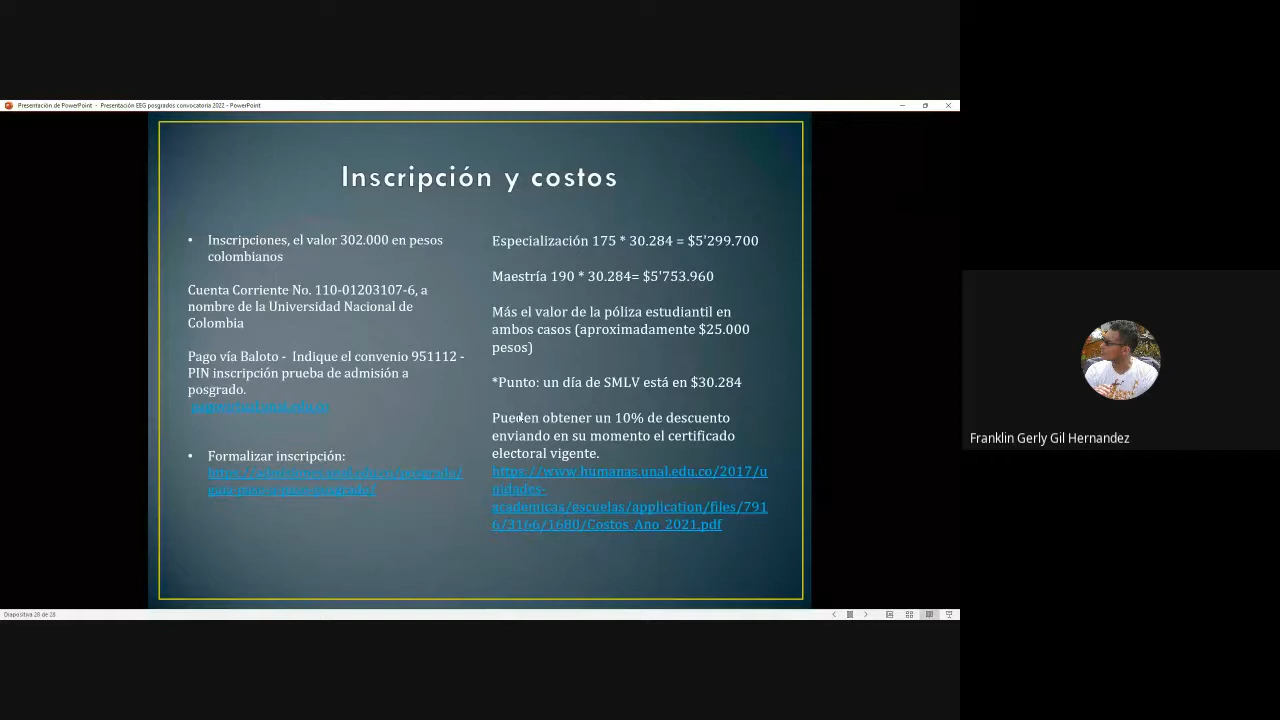 Presentación de PowerPoint - Presentación EEG posgrados convocatoria 2022 - PowerPoint
Inscripción y costos
• Inscripciones, el valor 302.000 en pesos
colombianos
Cuenta Corriente No. 110-01203107-6, a
nombre de la Universidad Nacional de
Colombia
Pago vía Baloto - Indique el convenio 951112 -
PIN inscripción prueba de admisión a
posgrado.
• Formalizar inscripción:
Especialización 175 * 30.284 = $5'299.700
Maestría 190 * 30.284= $5'753.960
Más el valor de la póliza estudiantil en
ambos casos (aproximadamente $25.000
pesos)
*Punto: un día de SMLV está en $30.284
Pueden obtener un 10% de descuento
enviando en su momento el certificado
electoral vigente.
https://www.humanas.unal.edu.co/2017/u
nidades-
academicas/escuelas/application/files/791
6/3166/1680/Costos_Ano_2021.pdf
Diapositiva 28 de 28
Franklin Gerly Gil Hernandez